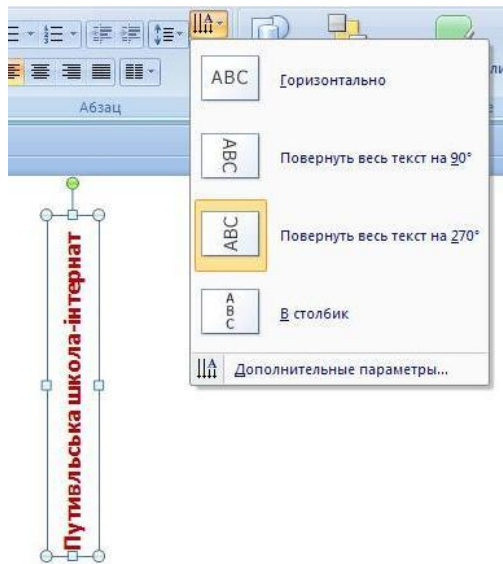 Абзац
ABC
Горизонтально
ABC
Повернуть весь текст на 90°
ABC
Повернуть весь текст на 270°
A
B
C
В столбик
Дополнительные параметры...
Путивльська школа-інтернат